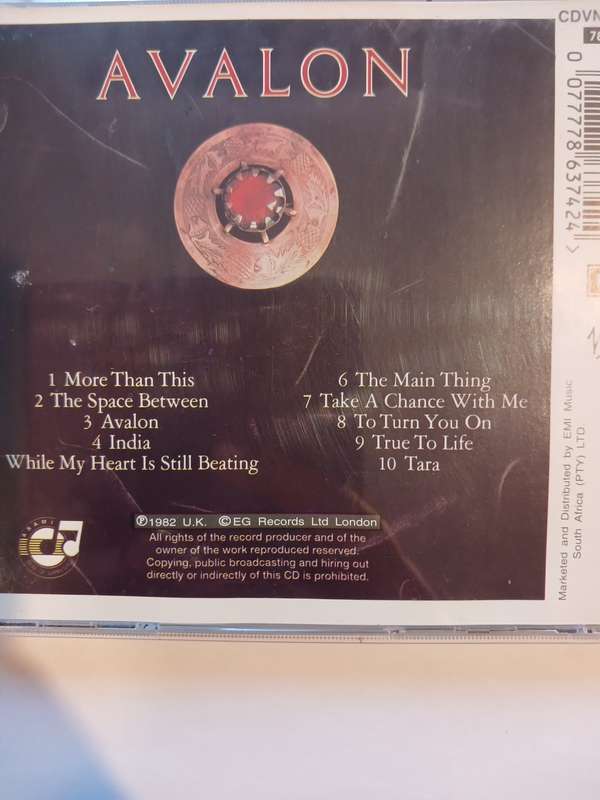 AVALON
1 More Than This
2 The Space Between
3 Avalon
4 India
While My Heart Is Still Beating
6 The Main Thing
7 Take A Chance With Me
8 To Turn You On
9 True To Life
10 Tara
℗1982 U.K. ©EG Records Ltd London
All rights of the record producer and of the
owner of the work reproduced reserved.
Copying, public broadcasting and hiring out
directly or indirectly of this CD is prohibited.
CDVN
0 077778 637424 >
Marketed and Distributed by EMI Music
South Africa (PTY) LTD.